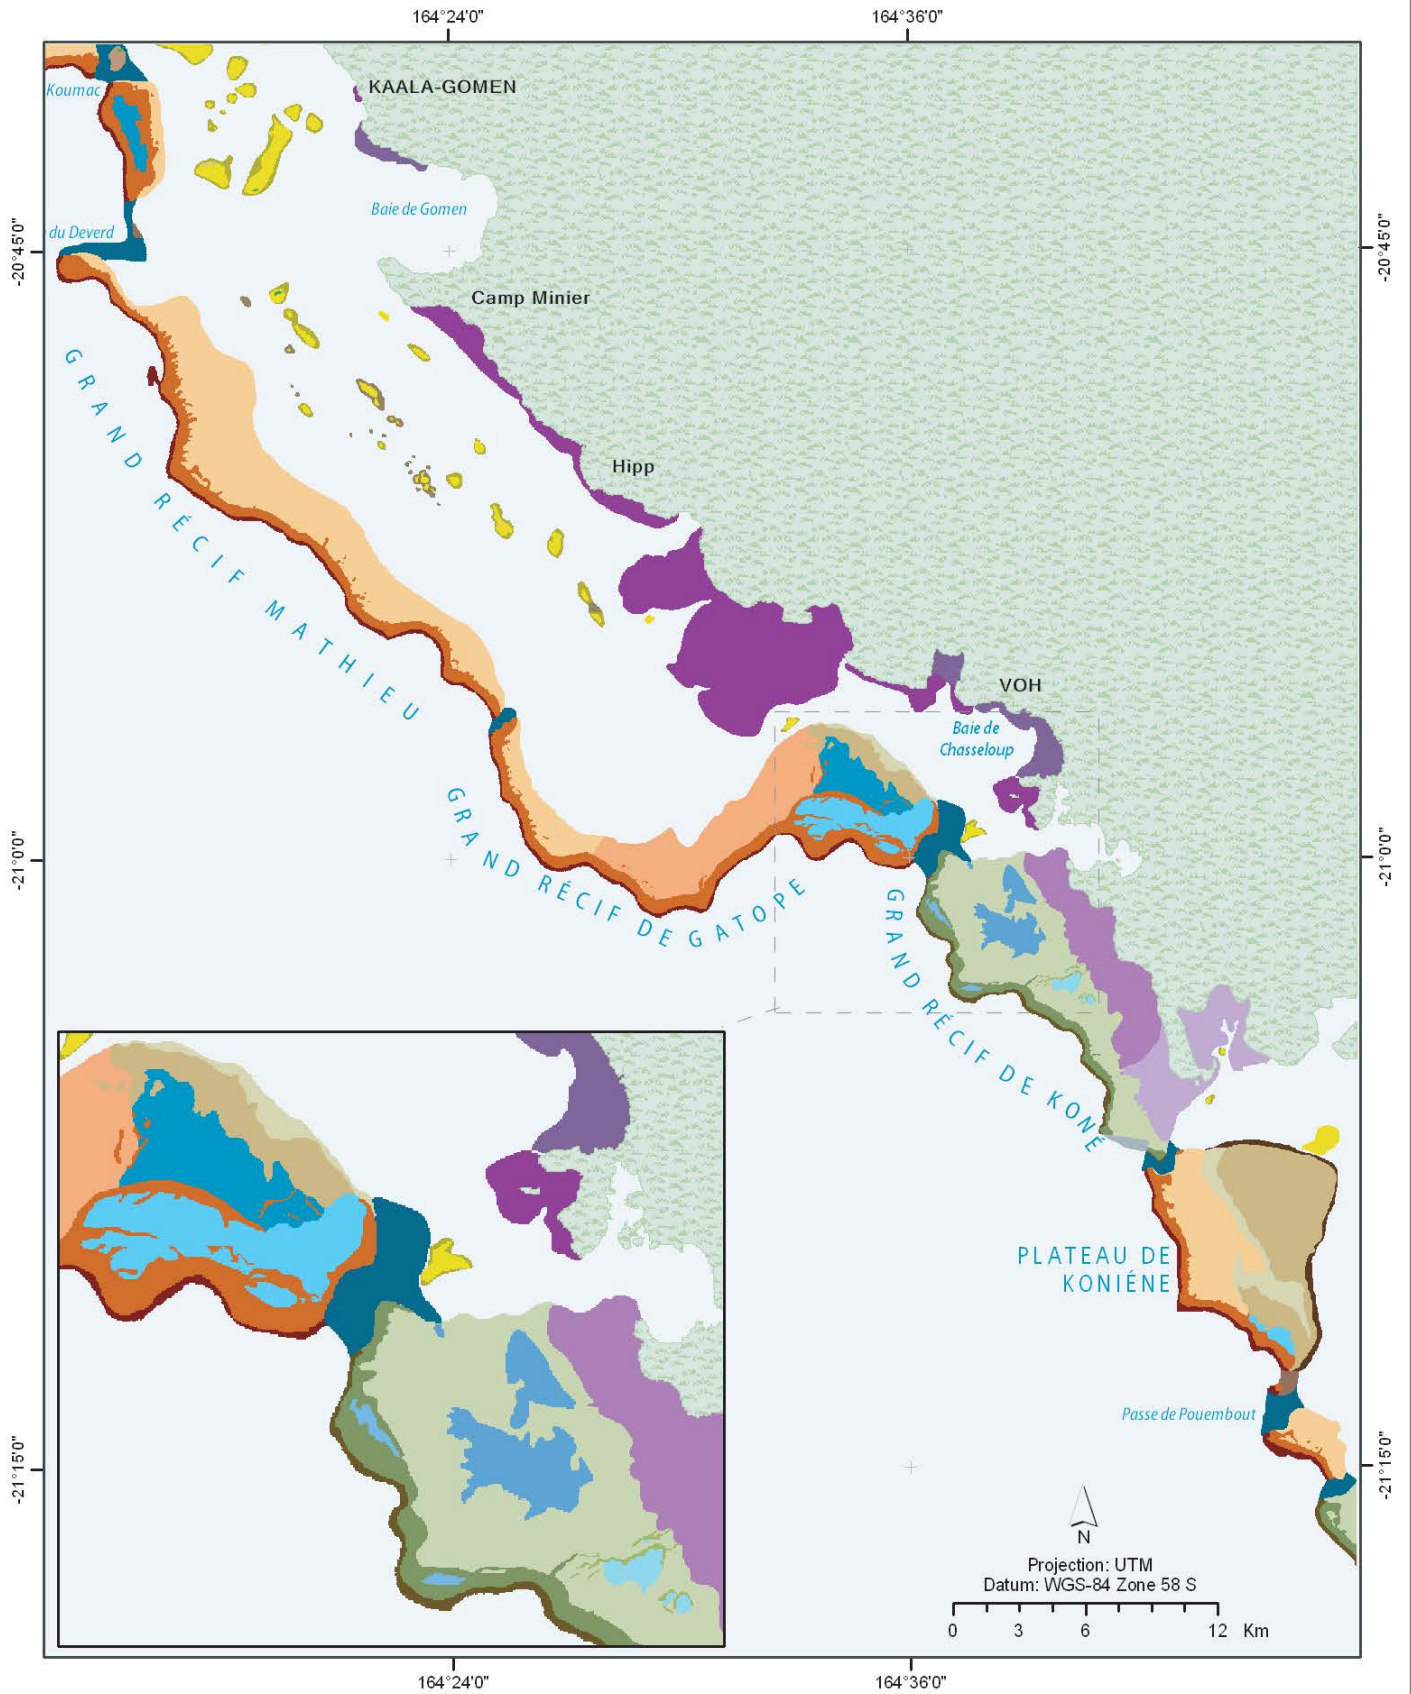 164°24'0"
164°36'0"
Koumac
KAALA-GOMEN
Baie de Gomen
du Deverd
-20°45'0"
-20°45'0"
Camp Minier
GRAND RÉCIF MATHIEU
Hipp
VOH
Baie de
Chasseloup
GRAND RÉCIF DE GATOPE
-21°0'0"
-21°0'0"
GRAND RÉCIF DE KONÉ
PLATEAU DE
KONIÉNE
Passe de Pouembout
-21°15'0"
-21°15'0"
N
Projection: UTM
Datum: WGS-84 Zone 58 S
0 3 6 12 Km
164°24'0"
164°36'0"